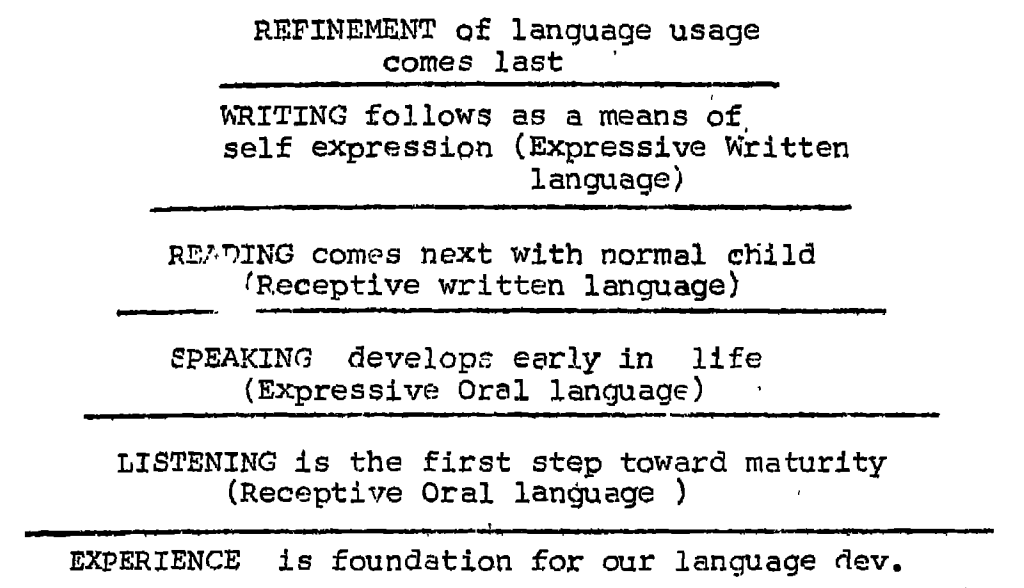 REFINEMENT of language usage
comes last
WRITING follows as a means of
self expression (Expressive Written
language)
READING comes next with normal child
(Receptive written language)
SPEAKING develops early in life
(Expressive Oral language)
LISTENING is the first step toward maturity
(Receptive Oral language )
EXPERIENCE is foundation for our language dev.